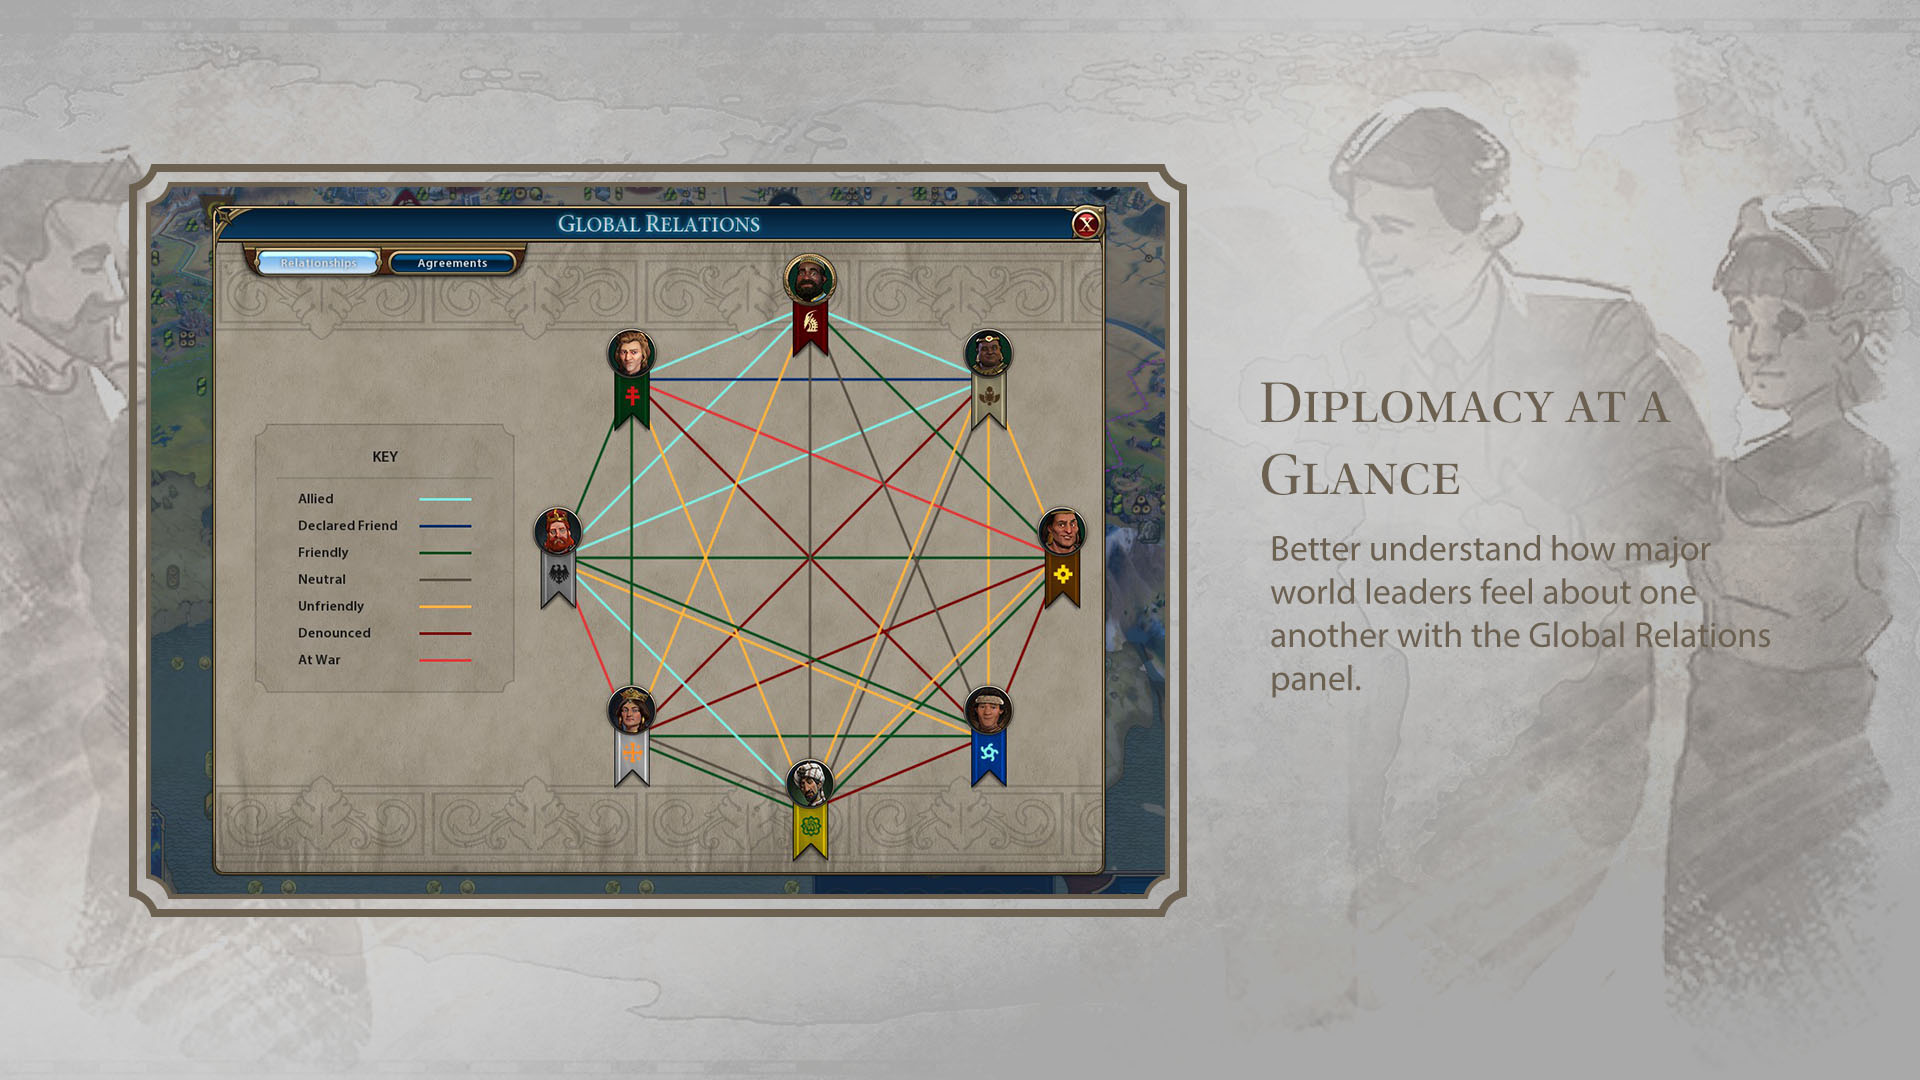 GLOBAL RELATIONS
X
Relationships
Agreements
KEY
Allied
Declared Friend
Friendly
Neutral
Unfriendly
Denounced
At War
DIPLOMACY AT A
GLANCE
Better understand how major
world leaders feel about one
another with the Global Relations
panel.